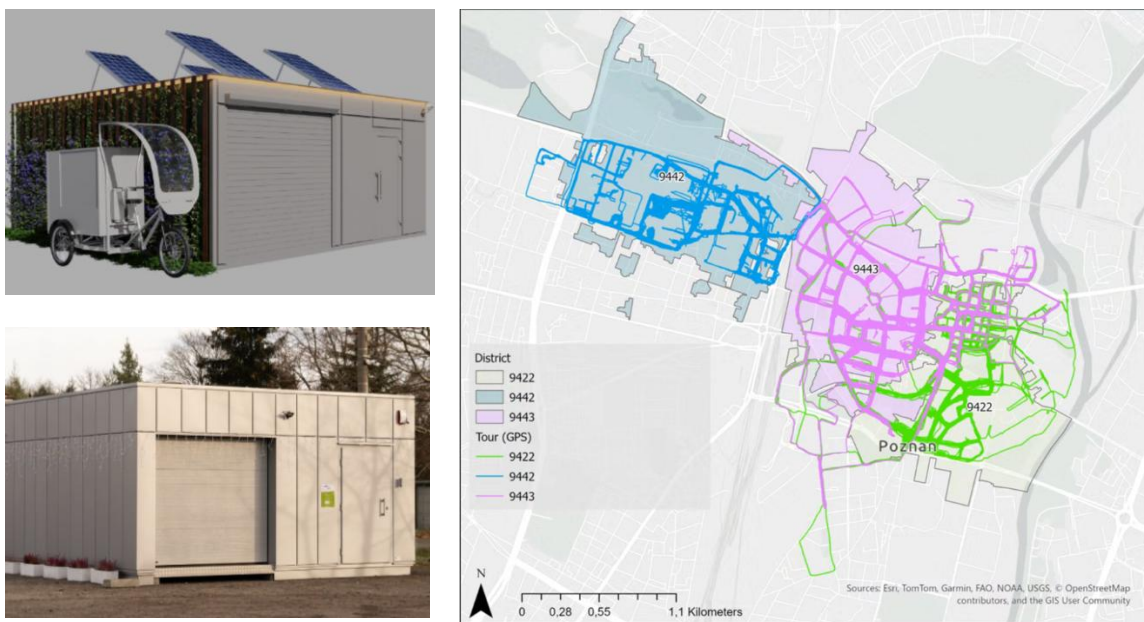 9442
9443
9422
Poznan
District
9422
9442
9443
Tour (GPS)
9422
9442
9443
N
0 0,28 0,55 1,1 Kilometers
Sources: Esri, TomTom, Garmin, FAO, NOAA, USGS, © OpenStreetMap
contributors, and the GIS User Community